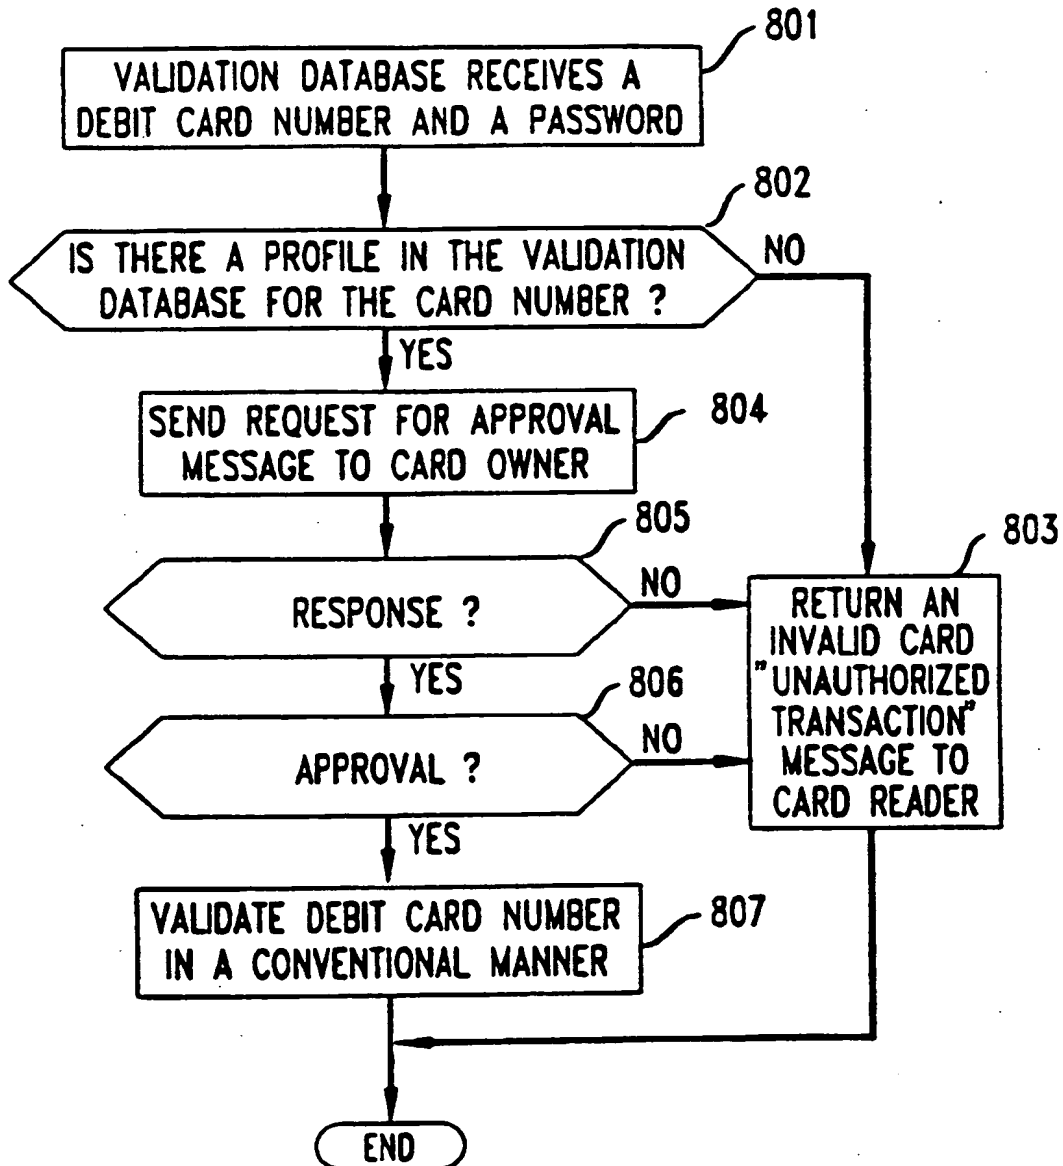 801
VALIDATION DATABASE RECEIVES A
DEBIT CARD NUMBER AND A PASSWORD
802
IS THERE A PROFILE IN THE VALIDATION
DATABASE FOR THE CARD NUMBER ?
NO
YES
SEND REQUEST FOR APPROVAL
MESSAGE TO CARD OWNER
804
805
RESPONSE ?
NO
YES
803
RETURN AN
INVALID CARD
"UNAUTHORIZED
TRANSACTION"
MESSAGE TO
CARD READER
806
APPROVAL ?
NO
YES
VALIDATE DEBIT CARD NUMBER
IN A CONVENTIONAL MANNER
807
END